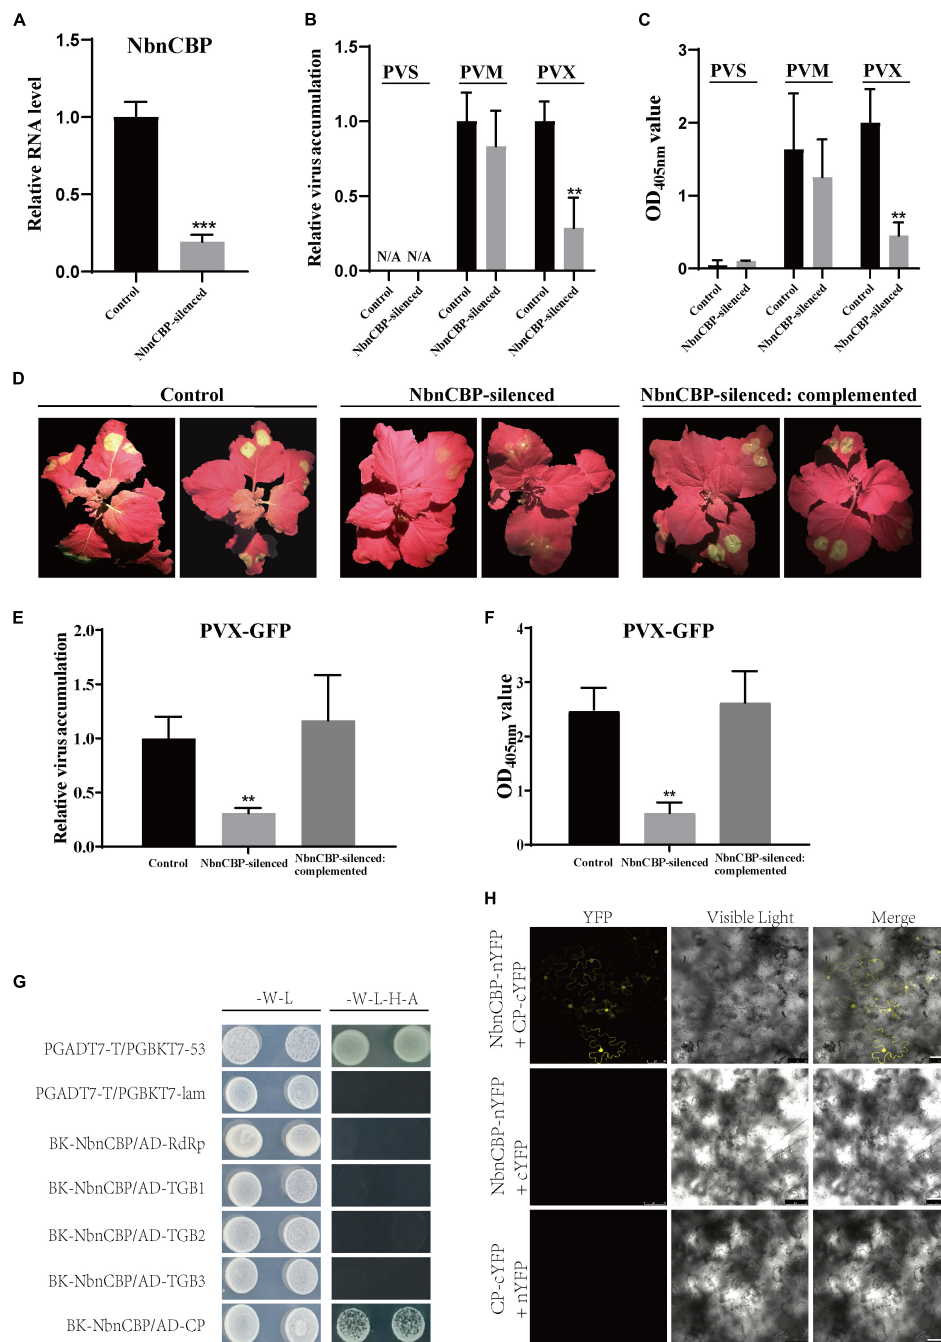 A
NbnCBP
Relative RNA level
1.5
1.0
0.5
0.0
***
Control
NbnCBP-silenced
B
Relative virus accumulation
1.5
1.0
0.5
0.0
PVS
PVM
PVX
N/A
N/A
**
Control
NbnCBP-silenced
Control
NbnCBP-silenced
Control
NbnCBP-silenced
C
OD405nm value
3
2
1
0
PVS
PVM
PVX
**
Control
NbnCBP-silenced
Control
NbnCBP-silenced
Control
NbnCBP-silenced
D
Control
NbnCBP-silenced
NbnCBP-silenced: complemented
E
PVX-GFP
Relative virus accumulation
2.0
1.5
1.0
0.5
0.0
**
Control
NbnCBP-silenced
NbnCBP-silenced:
complemented
F
PVX-GFP
OD405nm value
4
3
2
1
0
**
Control
NbnCBP-silenced
NbnCBP-silenced:
complemented
G
-W-L
-W-L-H-A
PGADT7-T/PGBKT7-53
PGADT7-T/PGBKT7-lam
BK-NbnCBP/AD-RdRp
BK-NbnCBP/AD-TGB1
BK-NbnCBP/AD-TGB2
BK-NbnCBP/AD-TGB3
BK-NbnCBP/AD-CP
H
YFP
Visible Light
Merge
NbnCBP-nYFP
+ CP-cYFP
NbnCBP-nYFP
+ cYFP
CP-cYFP
+ nYFP